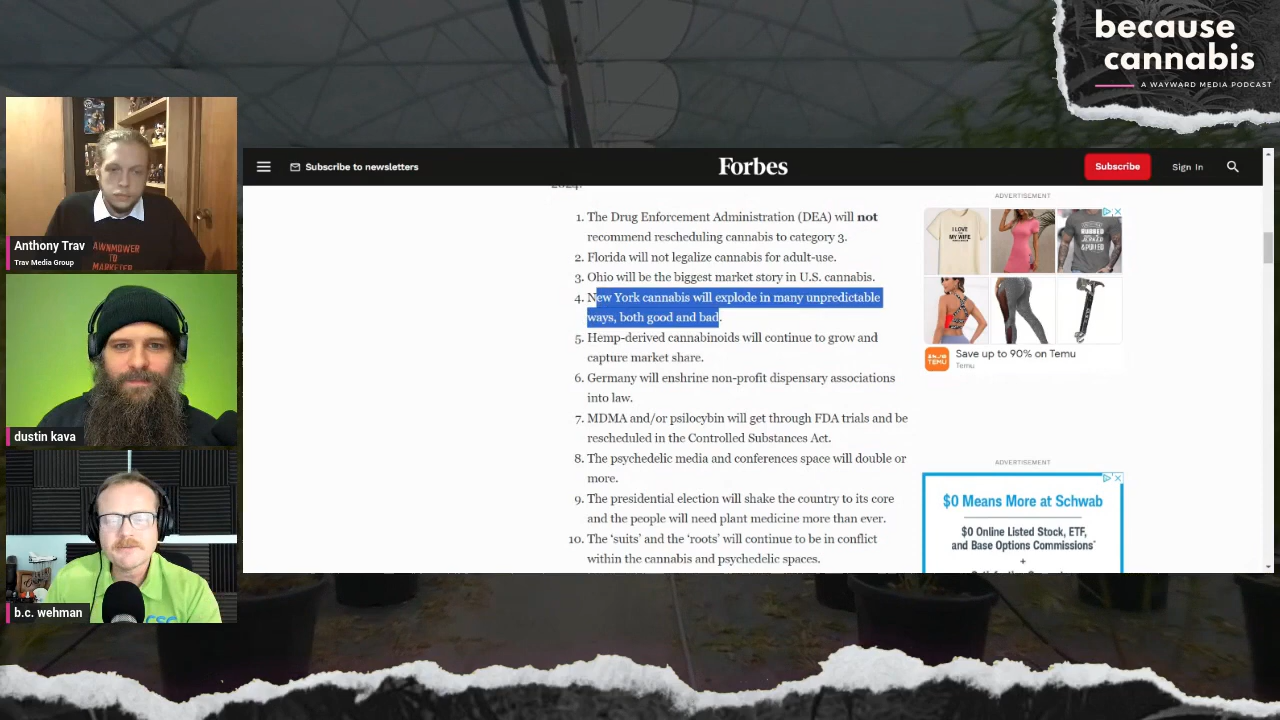 because
cannabis
A WAYWARD MEDIA PODCAST
Anthony Trav
Trav Media Group
AWNMOWER
TO
MARKETER
dustin kava
b.c. wehman
Subscribe to newsletters
Forbes
Subscribe
Sign In
2024:
1. The Drug Enforcement Administration (DEA) will not
recommend rescheduling cannabis to category 3.
2. Florida will not legalize cannabis for adult-use.
3. Ohio will be the biggest market story in U.S. cannabis.
4. New York cannabis will explode in many unpredictable
ways, both good and bad.
5. Hemp-derived cannabinoids will continue to grow and
capture market share.
6. Germany will enshrine non-profit dispensary associations
into law.
7. MDMA and/or psilocybin will get through FDA trials and be
rescheduled in the Controlled Substances Act.
8. The psychedelic media and conferences space will double or
more.
9. The presidential election will shake the country to its core
and the people will need plant medicine more than ever.
10. The ‘suits’ and the ‘roots’ will continue to be in conflict
within the cannabis and psychedelic spaces.
ADVERTISEMENT
I LOVE
MY WIFE
TEMU
Save up to 90% on Temu
Temu
ADVERTISEMENT
$0 Means More at Schwab
$0 Online Listed Stock, ETF,
and Base Options Commissions*
+